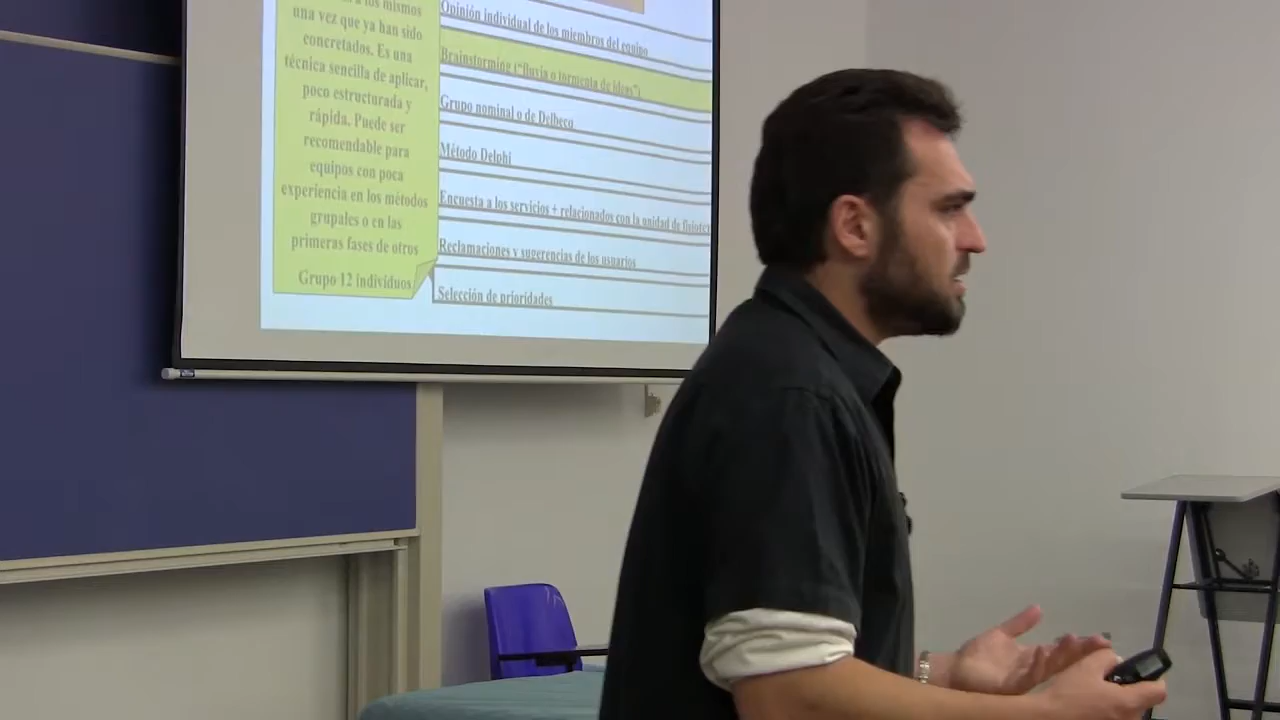 a los mismos
una vez que ya han sido
concretados. Es una
técnica sencilla de aplicar,
poco estructurada y
rápida. Puede ser
recomendable para
equipos con poca
experiencia en los métodos
grupales o en las
primeras fases de otros
Grupo 12 individuos
Opinión individual de los miembros del equipo
Brainstorming ("lluvia o tormenta de ideas")
Grupo nominal o de Delbecq
Método Delphi
Encuesta a los servicios + relacionados con la unidad de
Reclamaciones y sugerencias de los usuarios
Selección de prioridades